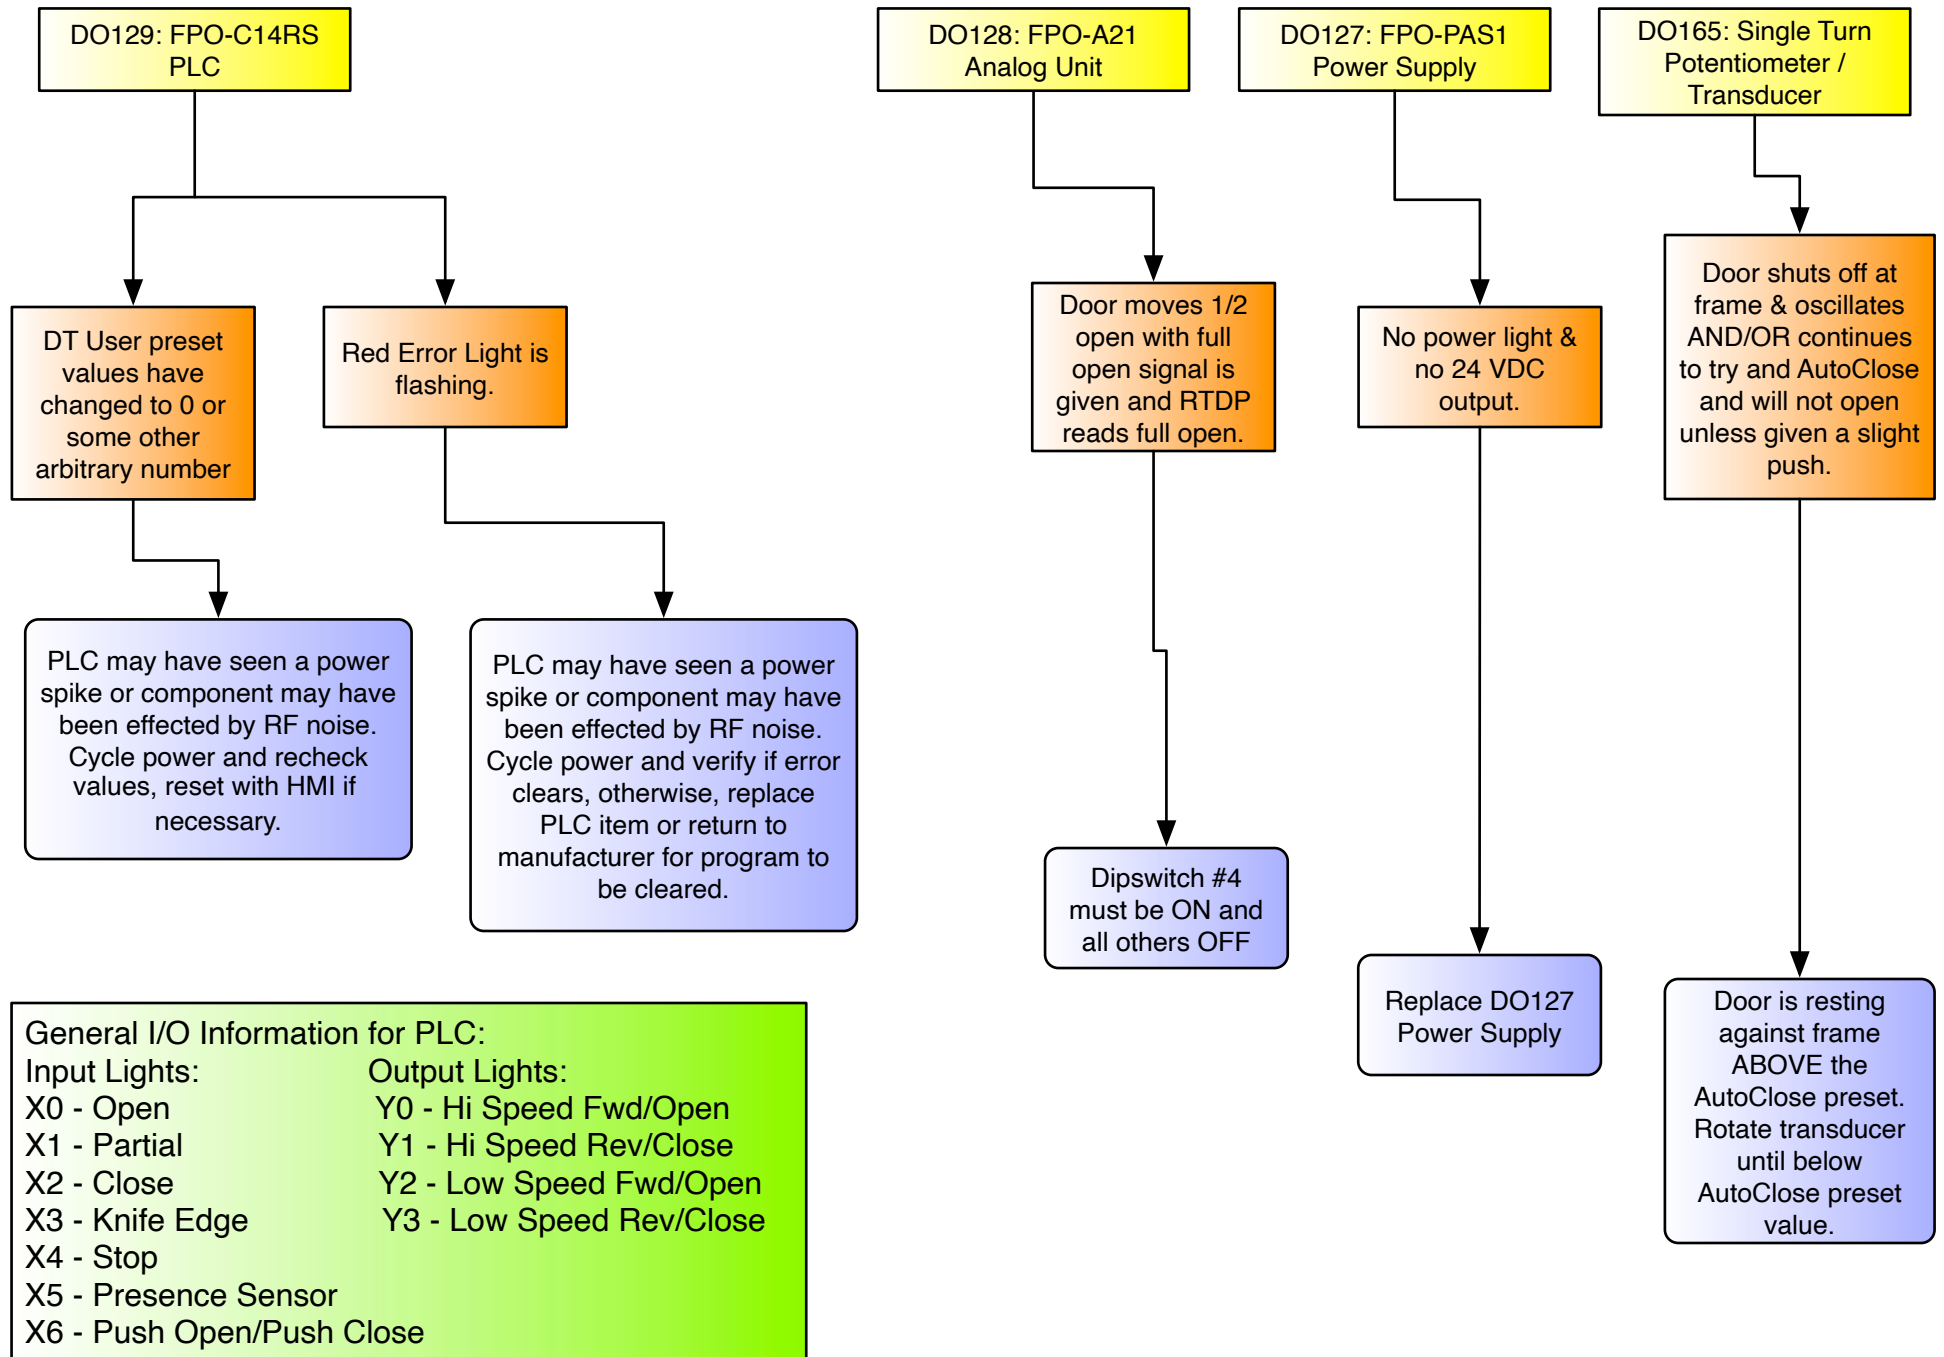 DO129: FPO-C14RS
PLC
DO128: FPO-A21
Analog Unit
DO127: FPO-PAS1
Power Supply
DO165: Single Turn
Potentiometer /
Transducer
DT User preset
values have
changed to 0 or
some other
arbitrary number
Red Error Light is
flashing.
Door moves 1/2
open with full
open signal is
given and RTDP
reads full open.
No power light &
no 24 VDC
output.
Door shuts off at
frame & oscillates
AND/OR continues
to try and AutoClose
and will not open
unless given a slight
push.
PLC may have seen a power
spike or component may have
been effected by RF noise.
Cycle power and recheck
values, reset with HMI if
necessary.
PLC may have seen a power
spike or component may have
been effected by RF noise.
Cycle power and verify if error
clears, otherwise, replace
PLC item or return to
manufacturer for program to
be cleared.
Dipswitch #4
must be ON and
all others OFF
Replace DO127
Power Supply
Door is resting
against frame
ABOVE the
AutoClose preset.
Rotate transducer
until below
AutoClose preset
value.
General I/O Information for PLC:
Input Lights: Output Lights:
X0 - Open Y0 - Hi Speed Fwd/Open
X1 - Partial Y1 - Hi Speed Rev/Close
X2 - Close Y2 - Low Speed Fwd/Open
X3 - Knife Edge Y3 - Low Speed Rev/Close
X4 - Stop
X5 - Presence Sensor
X6 - Push Open/Push Close